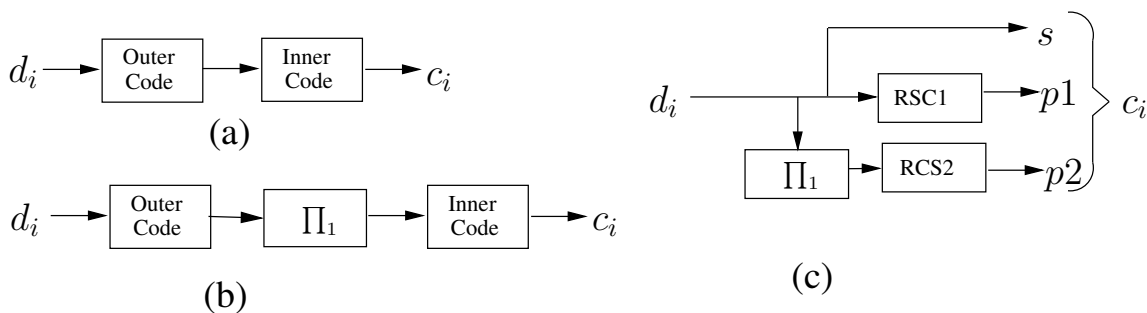 d_i
Outer
Code
Inner
Code
c_i
(a)
d_i
Outer
Code
∏₁
Inner
Code
c_i
(b)
s
d_i
RSC1
p1
c_i
∏₁
RCS2
p2
(c)